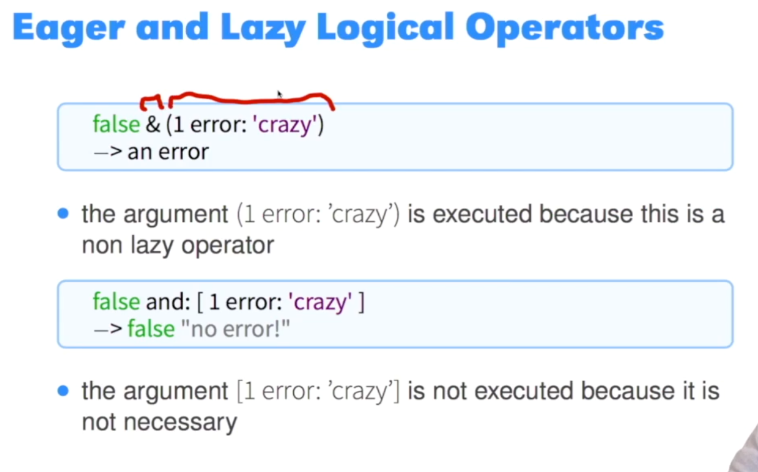 Eager and Lazy Logical Operators
false & (1 error: 'crazy')
—> an error
• the argument (1 error: ’crazy’) is executed because this is a
non lazy operator
false and: [ 1 error: 'crazy' ]
—> false "no error!"
• the argument [1 error: ’crazy’] is not executed because it is
not necessary